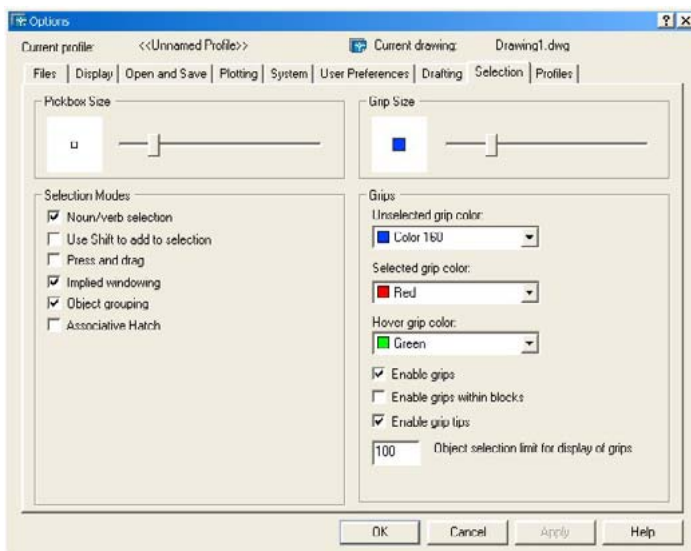 Options
Current profile: <<Unnamed Profile>> Current drawing: Drawing1.dwg
Files Display Open and Save Plotting System User Preferences Drafting Selection Profiles
Pickbox Size
Grip Size
Selection Modes
Noun/verb selection
Use Shift to add to selection
Press and drag
Implied windowing
Object grouping
Associative Hatch
Grips
Unselected grip color:
Color 160
Selected grip color:
Red
Hover grip color:
Green
Enable grips
Enable grips within blocks
Enable grip tips
100 Object selection limit for display of grips
OK Cancel Apply Help